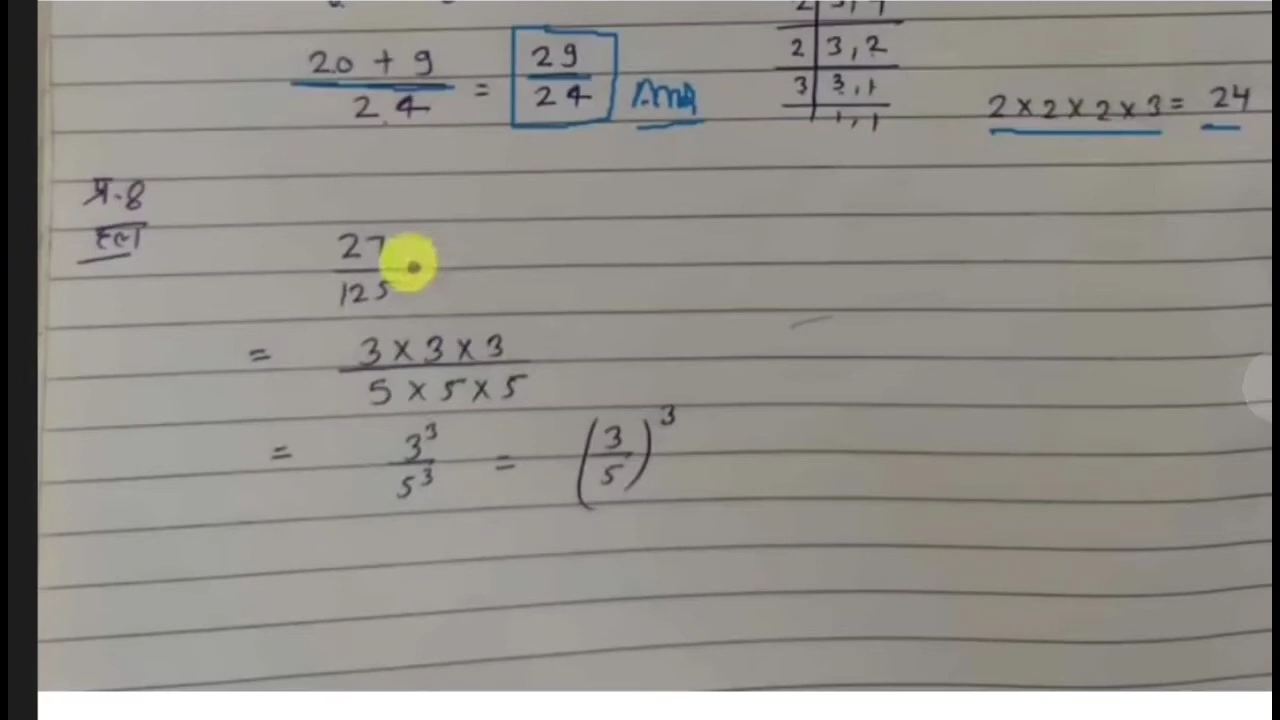 20 + 9 / 24 = 29 / 24 Ans
2 | 3, 2
3 | 3, 1
1, 1
2 × 2 × 2 × 3 = 24
प्र.8
हल
27 / 125
= 3 × 3 × 3 / 5 × 5 × 5
= 3³ / 5³ = (3 / 5)³